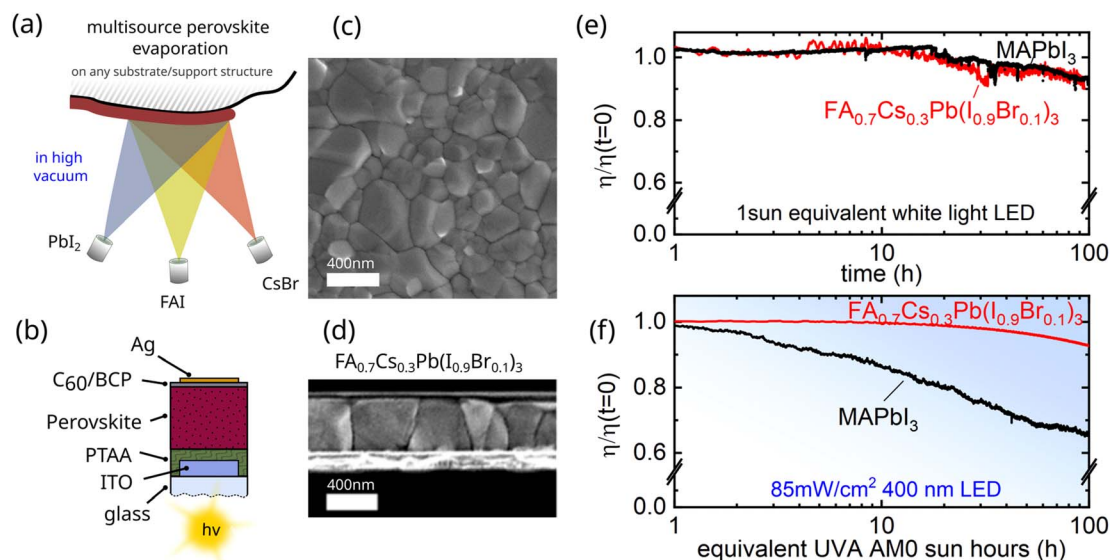 (a)
multisource perovskite
evaporation
on any substrate/support structure
in high
vacuum
PbI₂
FAI
CsBr
(b)
Ag
C₆₀/BCP
Perovskite
PTAA
ITO
glass
hv
(c)
400nm
(d)
FA₀.₇Cs₀.₃Pb(I₀.₉Br₀.₁)₃
400nm
(e)
η/η(t=0)
1.0
0.8
0.6
0.0
MAPbI₃
FA₀.₇Cs₀.₃Pb(I₀.₉Br₀.₁)₃
1sun equivalent white light LED
1
10
100
time (h)
(f)
η/η(t=0)
1.0
0.8
0.6
0.0
FA₀.₇Cs₀.₃Pb(I₀.₉Br₀.₁)₃
MAPbI₃
85mW/cm² 400 nm LED
1
10
100
equivalent UVA AM0 sun hours (h)